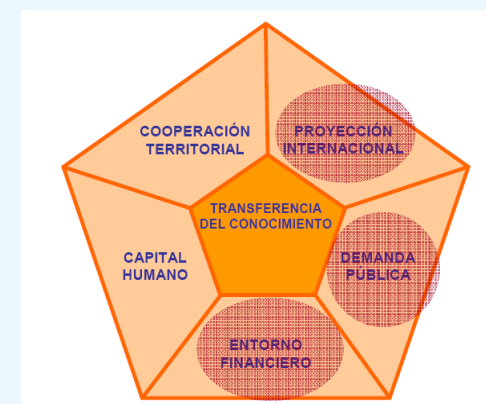 COOPERACIÓN
TERRITORIAL
PROYECCIÓN
INTERNACIONAL
TRANSFERENCIA
DEL CONOCIMIENTO
CAPITAL
HUMANO
DEMANDA
PÚBLICA
ENTORNO
FINANCIERO